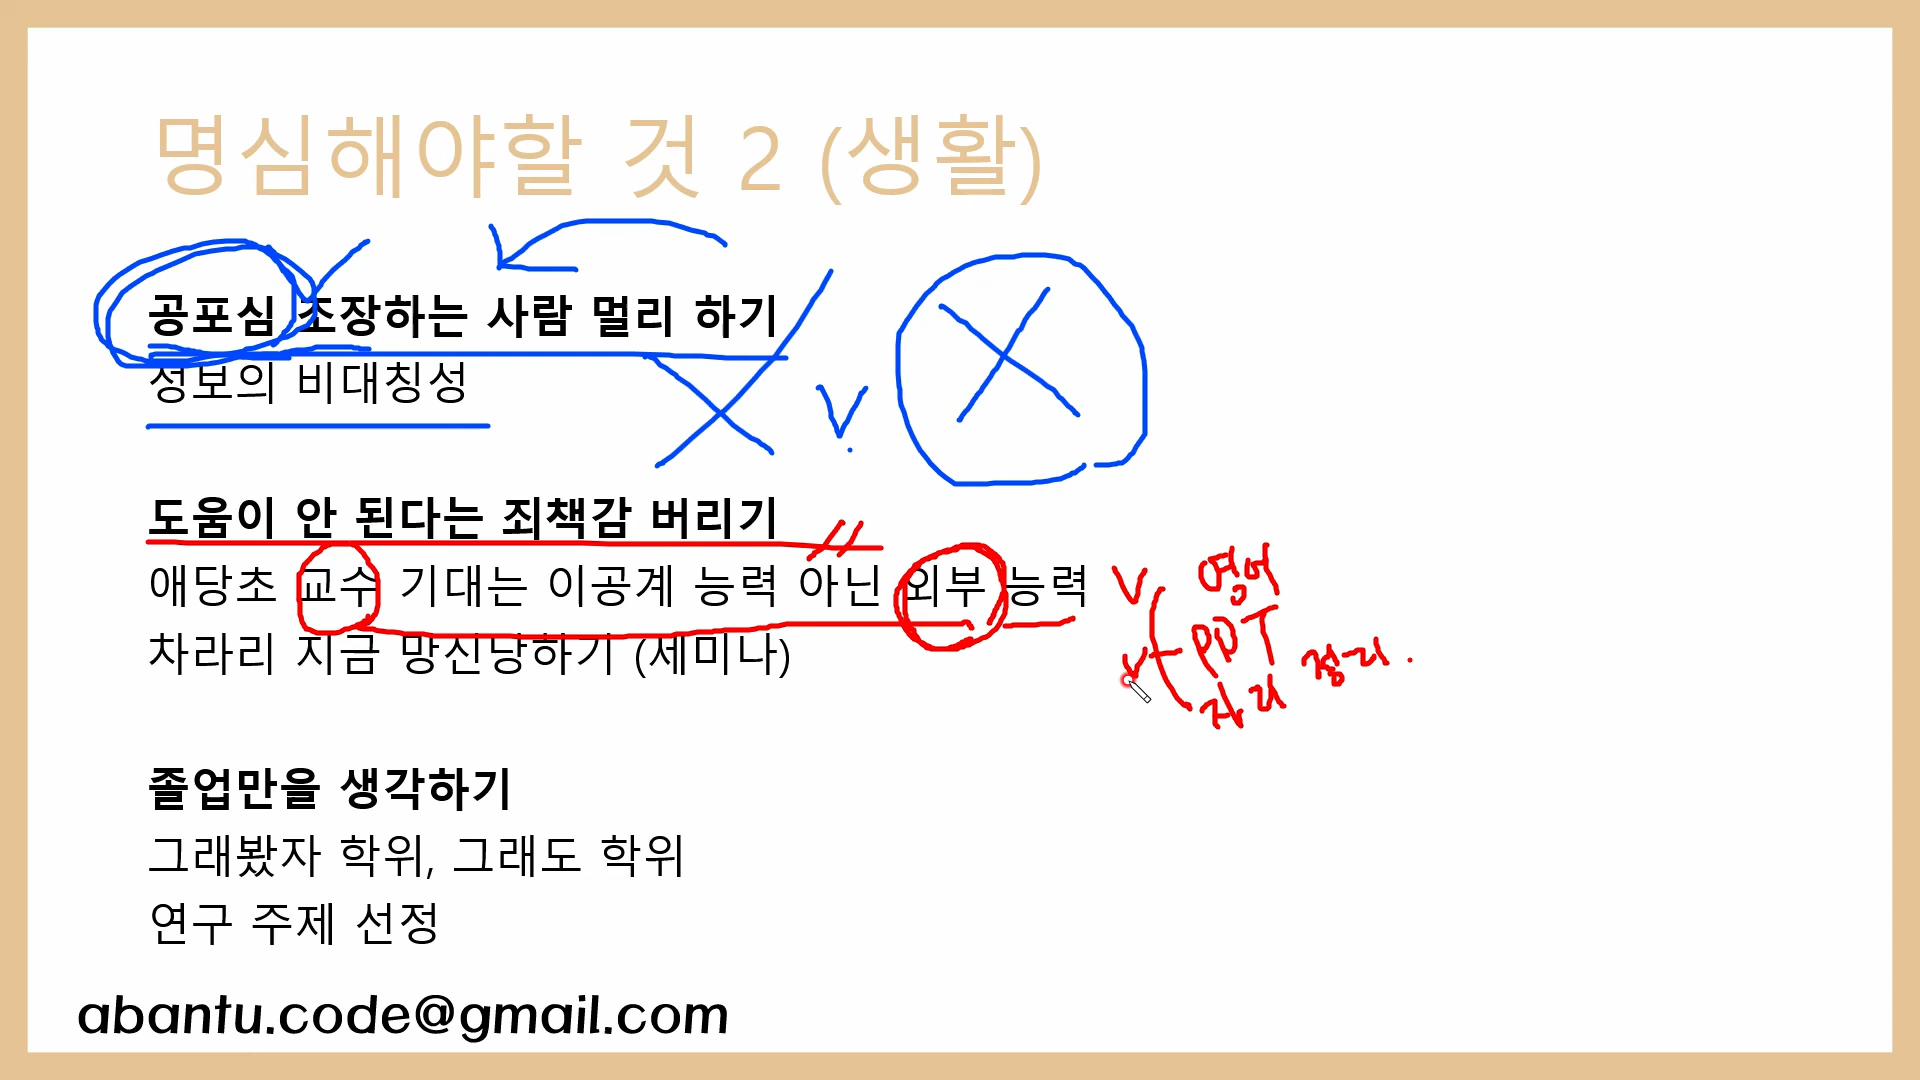 명심해야할 것 2 (생활)
공포심 조장하는 사람 멀리 하기
정보의 비대칭성
도움이 안 된다는 죄책감 버리기
애당초 교수 기대는 이공계 능력 아닌 외부 능력
차라리 지금 망신당하기 (세미나)
영어
PPT
자리 정리.
졸업만을 생각하기
그래봤자 학위, 그래도 학위
연구 주제 선정
abantu.code@gmail.com